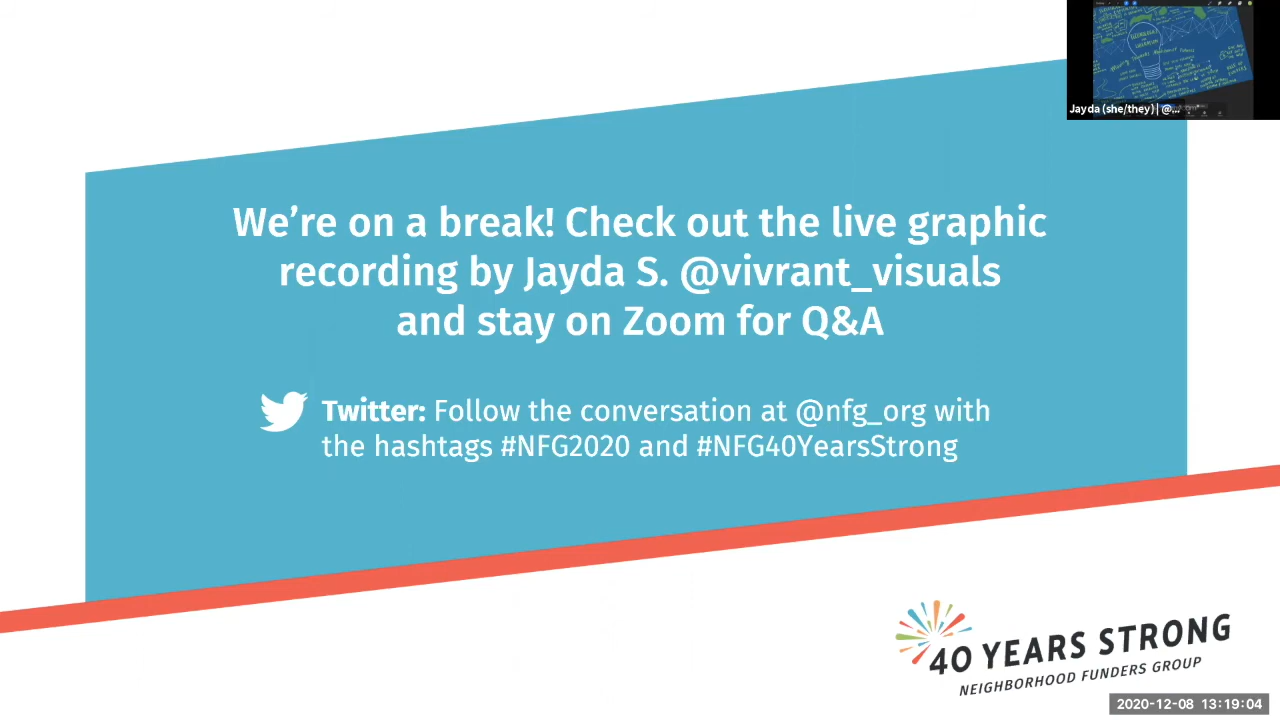 We're on a break! Check out the live graphic
recording by Jayda S. @vivrant_visuals
and stay on Zoom for Q&A
Twitter: Follow the conversation at @nfg_org with
the hashtags #NFG2020 and #NFG40YearsStrong
Jayda (she/they) | @...
40 YEARS STRONG
NEIGHBORHOOD FUNDERS GROUP
2020-12-08 13:19:04